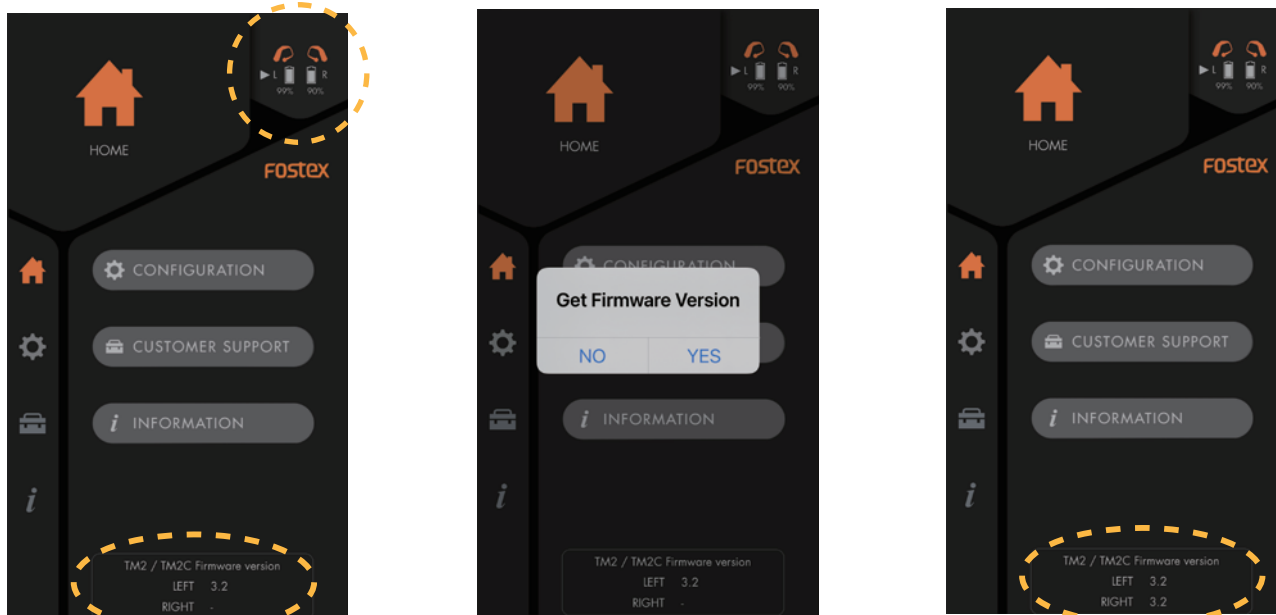 L R
99% 90%
HOME
Fostex
CONFIGURATION
CUSTOMER SUPPORT
i INFORMATION
i
TM2 / TM2C Firmware version
LEFT 3.2
RIGHT -
L R
99% 90%
HOME
Fostex
CONFIGURATION
Get Firmware Version
NO YES
i INFORMATION
i
TM2 / TM2C Firmware version
LEFT 3.2
RIGHT -
L R
99% 90%
HOME
Fostex
CONFIGURATION
CUSTOMER SUPPORT
i INFORMATION
i
TM2 / TM2C Firmware version
LEFT 3.2
RIGHT 3.2